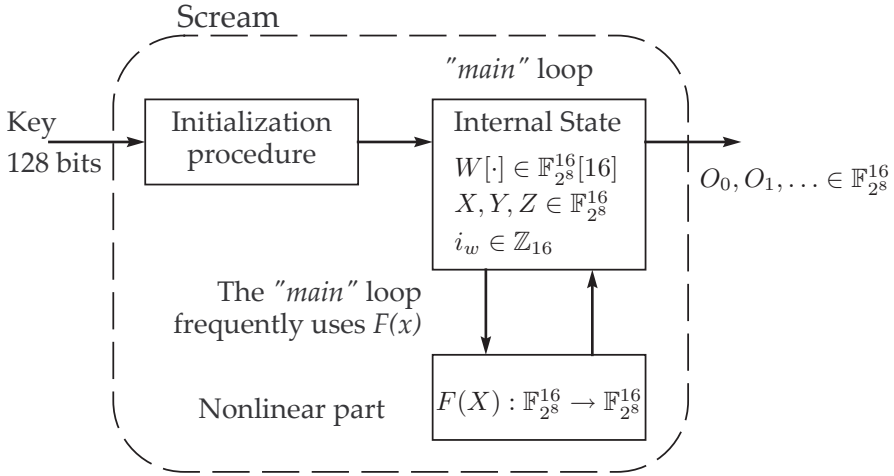 Scream
"main" loop
Key
128 bits
Initialization
procedure
Internal State
W[·] ∈ 𝔽₂₈¹⁶[16]
X, Y, Z ∈ 𝔽₂₈¹⁶
i_w ∈ ℤ₁₆
O₀, O₁, … ∈ 𝔽₂₈¹⁶
The "main" loop
frequently uses F(x)
Nonlinear part
F(X) : 𝔽₂₈¹⁶ → 𝔽₂₈¹⁶